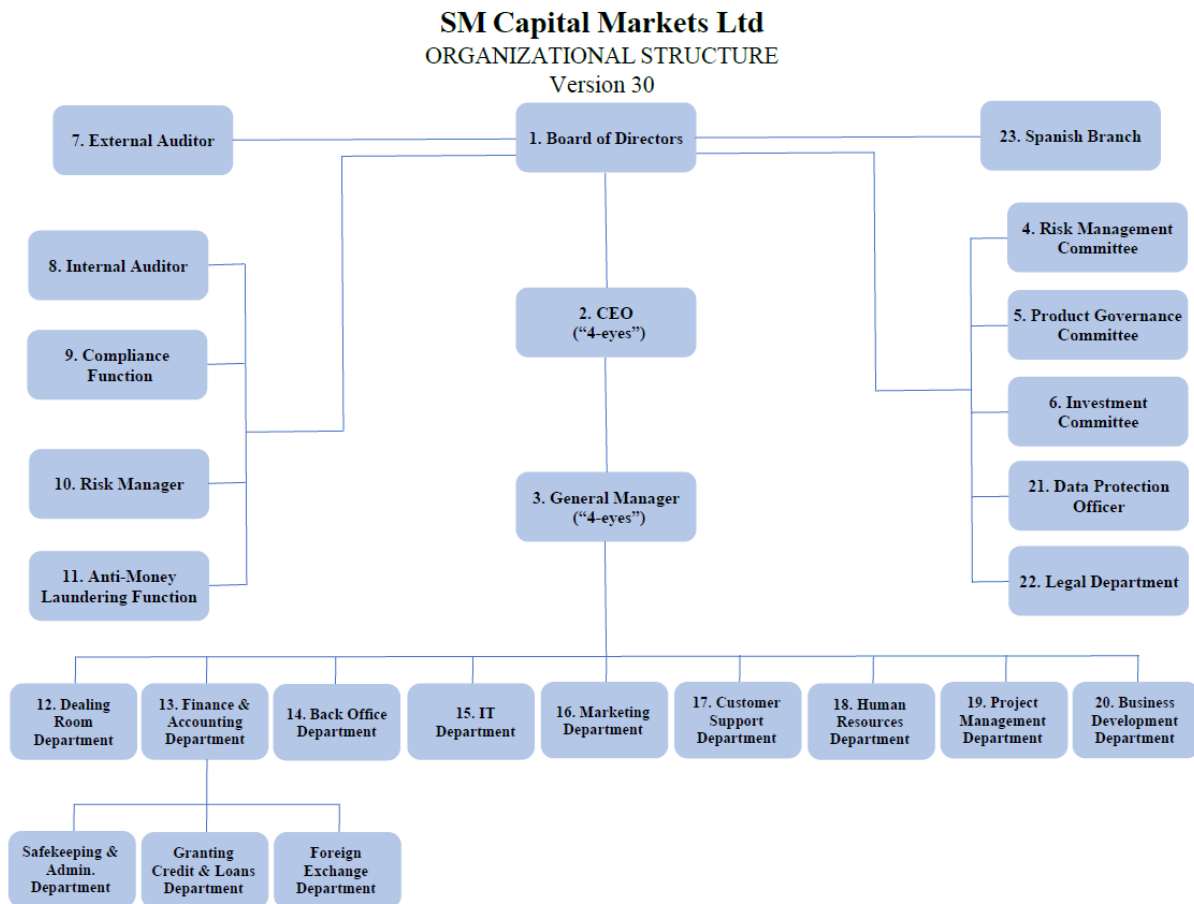 SM Capital Markets Ltd
ORGANIZATIONAL STRUCTURE
Version 30
7. External Auditor
1. Board of Directors
23. Spanish Branch
8. Internal Auditor
9. Compliance
Function
10. Risk Manager
11. Anti-Money
Laundering Function
2. CEO
(“4-eyes”)
3. General Manager
(“4-eyes”)
4. Risk Management
Committee
5. Product Governance
Committee
6. Investment
Committee
21. Data Protection
Officer
22. Legal Department
12. Dealing
Room
Department
13. Finance &
Accounting
Department
14. Back Office
Department
15. IT
Department
16. Marketing
Department
17. Customer
Support
Department
18. Human
Resources
Department
19. Project
Management
Department
20. Business
Development
Department
Safekeeping &
Admin.
Department
Granting
Credit & Loans
Department
Foreign
Exchange
Department